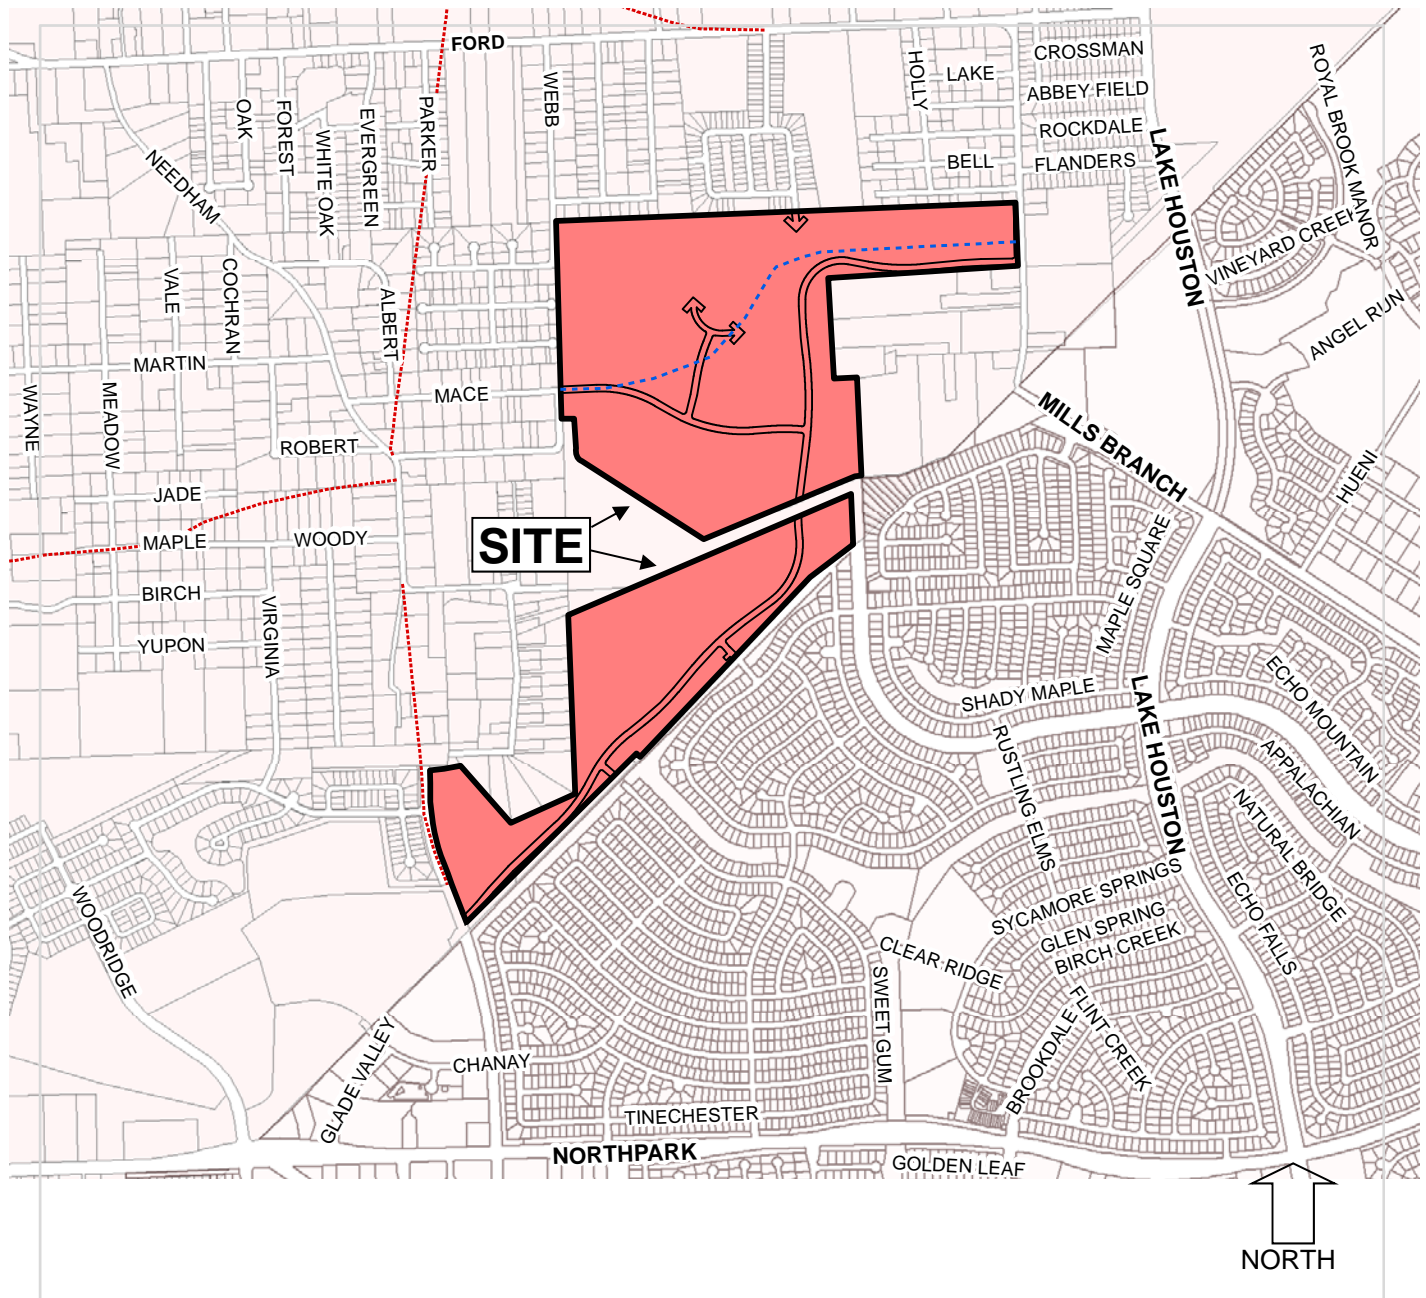 FORD
CROSSMAN
LAKE
ABBEY FIELD
ROCKDALE
BELL
FLANDERS
HOLLY
WEBB
PARKER
EVERGREEN
WHITE OAK
FOREST
OAK
NEEDHAM
LAKE HOUSTON
ROYAL BROOK MANOR
VINEYARD CREEK
ANGEL RUN
VALE
COCHRAN
ALBERT
MARTIN
MACE
WAYNE
MEADOW
ROBERT
MILLS BRANCH
HUENI
JADE
MAPLE
WOODY
SITE
BIRCH
YUPON
VIRGINIA
MAPLE SQUARE
SHADY MAPLE
LAKE HOUSTON
RUSTLING ELMS
ECHO MOUNTAIN
APPALACHIAN
NATURAL BRIDGE
ECHO FALLS
SYCAMORE SPRINGS
GLEN SPRING
BIRCH CREEK
CLEAR RIDGE
FLINT CREEK
BROOKDALE
SWEET GUM
WOODRIDGE
GLADE VALLEY
CHANAY
TINECHESTER
NORTHPARK
GOLDEN LEAF
NORTH